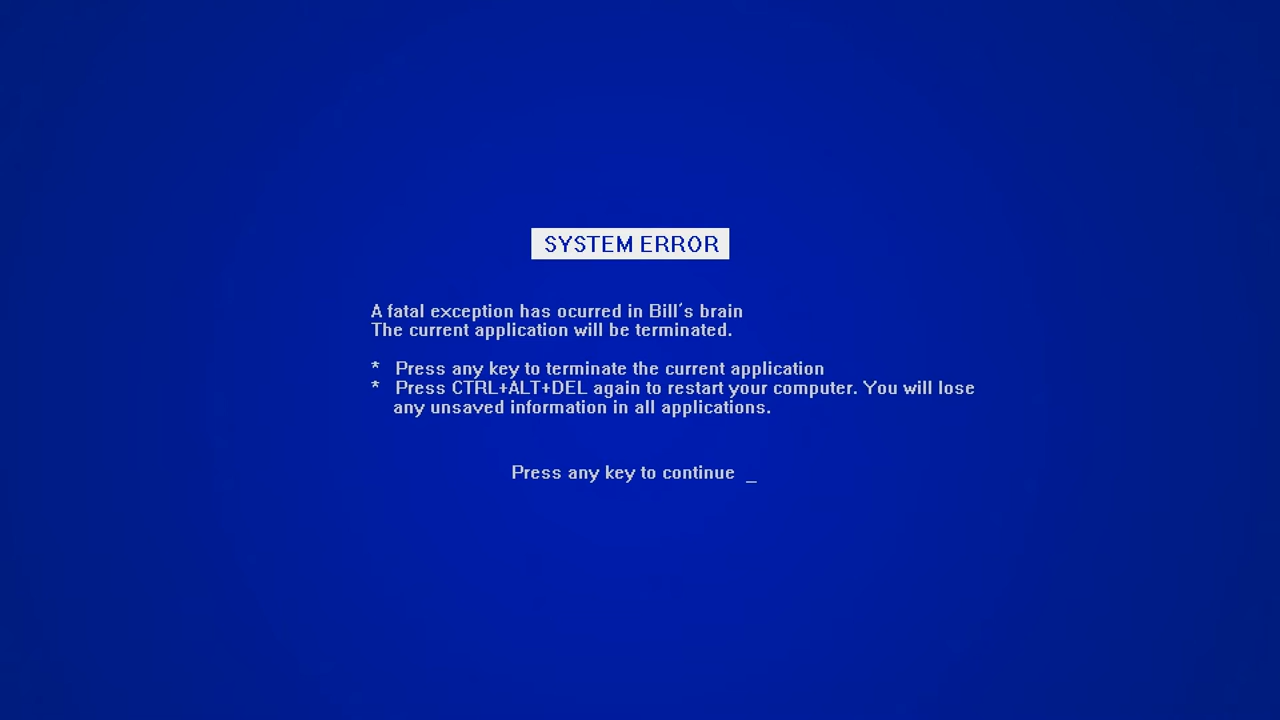 SYSTEM ERROR
A fatal exception has ocurred in Bill´s brain
The current application will be terminated.
* Press any key to terminate the current application
* Press CTRL+ALT+DEL again to restart your computer. You will lose
any unsaved information in all applications.
Press any key to continue _